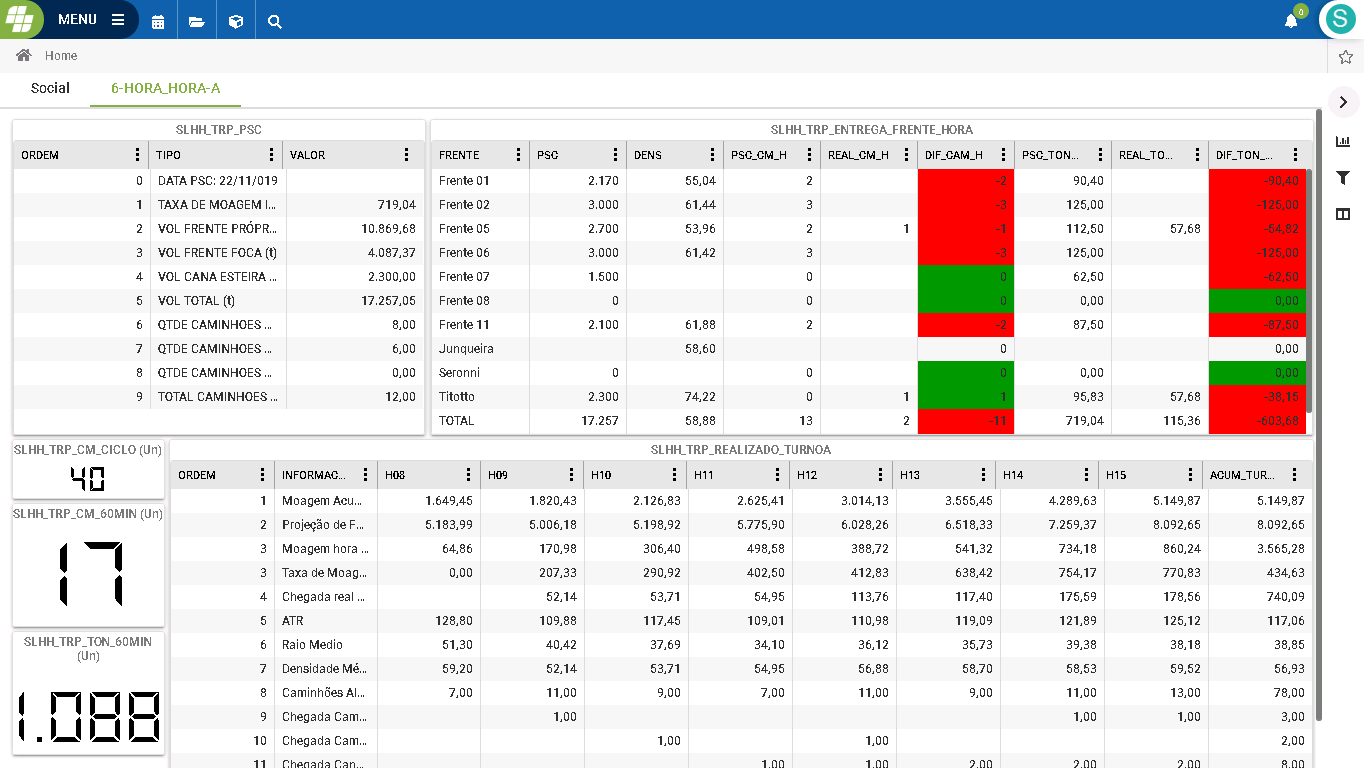 MENU
0
S
Home
Social 6-HORA_HORA-A
SLHH_TRP_PSC
ORDEM TIPO VALOR
0 DATA PSC: 22/11/019
1 TAXA DE MOAGEM I... 719,04
2 VOL FRENTE PRÓPR... 10.869,68
3 VOL FRENTE FOCA (t) 4.087,37
4 VOL CANA ESTEIRA ... 2.300,00
5 VOL TOTAL (t) 17.257,05
6 QTDE CAMINHOES ... 8,00
7 QTDE CAMINHOES ... 6,00
8 QTDE CAMINHOES ... 0,00
9 TOTAL CAMINHOES ... 12,00
SLHH_TRP_ENTREGA_FRENTE_HORA
FRENTE PSC DENS PSC_CM_H REAL_CM_H DIF_CAM_H PSC_TON... REAL_TO... DIF_TON_...
Frente 01 2.170 55,04 2 -2 90,40 -90,40
Frente 02 3.000 61,44 3 -3 125,00 -125,00
Frente 05 2.700 53,96 2 1 -1 112,50 57,68 -54,82
Frente 06 3.000 61,42 3 -3 125,00 -125,00
Frente 07 1.500 0 0 62,50 -62,50
Frente 08 0 0 0 0,00 0,00
Frente 11 2.100 61,88 2 -2 87,50 -87,50
Junqueira 58,60 0 0,00
Seronni 0 0 0 0,00 0,00
Titotto 2.300 74,22 0 1 1 95,83 57,68 -38,15
TOTAL 17.257 58,88 13 2 -11 719,04 115,36 -603,68
SLHH_TRP_CM_CICLO (Un)
40
SLHH_TRP_CM_60MIN (Un)
17
SLHH_TRP_TON_60MIN
(Un)
1.088
SLHH_TRP_REALIZADO_TURNOA
ORDEM INFORMAC... H08 H09 H10 H11 H12 H13 H14 H15 ACUM_TUR...
1 Moagem Acu... 1.649,45 1.820,43 2.126,83 2.625,41 3.014,13 3.555,45 4.289,63 5.149,87 5.149,87
2 Projeção de F... 5.183,99 5.006,18 5.198,92 5.775,90 6.028,26 6.518,33 7.259,37 8.092,65 8.092,65
3 Moagem hora ... 64,86 170,98 306,40 498,58 388,72 541,32 734,18 860,24 3.565,28
3 Taxa de Moag... 0,00 207,33 290,92 402,50 412,83 638,42 754,17 770,83 434,63
4 Chegada real ... 52,14 53,71 54,95 113,76 117,40 175,59 178,56 740,09
5 ATR 128,80 109,88 117,45 109,01 110,98 119,09 121,89 125,12 117,06
6 Raio Medio 51,30 40,42 37,69 34,10 36,12 35,73 39,38 38,18 38,85
7 Densidade Mé... 59,20 52,14 53,71 54,95 56,88 58,70 58,53 59,52 56,93
8 Caminhões Al... 7,00 11,00 9,00 7,00 11,00 9,00 11,00 13,00 78,00
9 Chegada Cam... 1,00 1,00 1,00 3,00
10 Chegada Cam... 1,00 1,00 2,00
11 Chegada Cam... 1,00 1,00 2,00 2,00 2,00 8,00